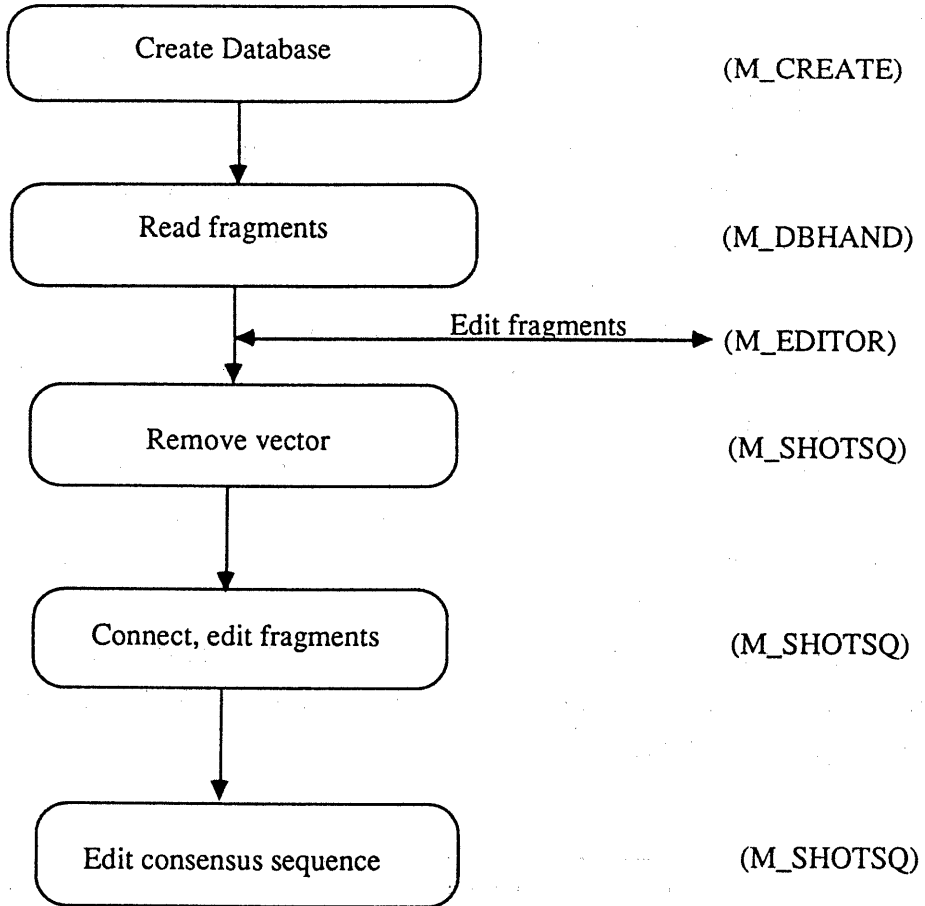 Create Database
(M_CREATE)
Read fragments
(M_DBHAND)
Edit fragments
(M_EDITOR)
Remove vector
(M_SHOTSQ)
Connect, edit fragments
(M_SHOTSQ)
Edit consensus sequence
(M_SHOTSQ)